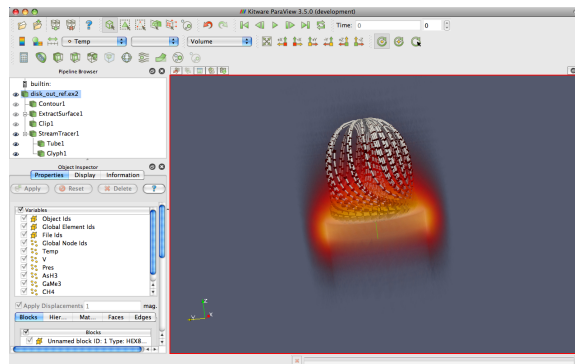 Kitware ParaView 3.5.0 (development)
Time: 0 0
Temp Volume
Pipeline Browser
builtin:
disk_out_ref.ex2
Contour1
ExtractSurface1
Clip1
StreamTracer1
Tube1
Glyph1
Object Inspector
Properties Display Information
Apply Reset Delete ?
Variables
Object Ids
Global Element Ids
File Ids
Global Node Ids
Temp
V
Pres
AsH3
GaMe3
CH4
Apply Displacements 1 mag.
Blocks Hier... Mat... Faces Edges
Blocks
Unnamed block ID: 1 Type: HEX8...
Z
Y X